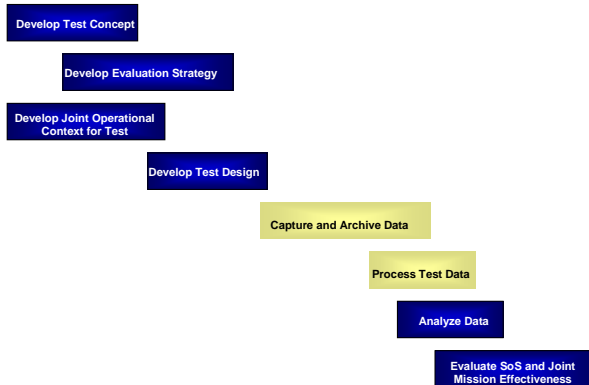 Develop Test Concept
Develop Evaluation Strategy
Develop Joint Operational
Context for Test
Develop Test Design
Capture and Archive Data
Process Test Data
Analyze Data
Evaluate SoS and Joint
Mission Effectiveness